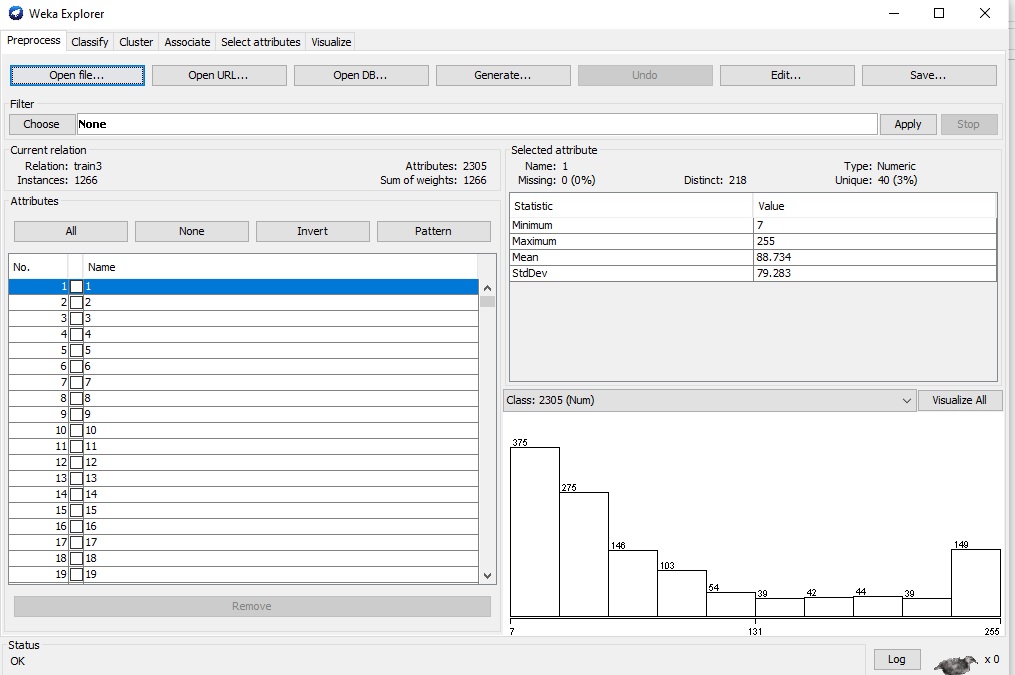 Weka Explorer
Preprocess Classify Cluster Associate Select attributes Visualize
Open file... Open URL... Open DB... Generate... Undo Edit... Save...
Filter
Choose None Apply Stop
Current relation
Relation: train3 Attributes: 2305
Instances: 1266 Sum of weights: 1266
Attributes
All None Invert Pattern
No. Name
1 1
2 2
3 3
4 4
5 5
6 6
7 7
8 8
9 9
10 10
11 11
12 12
13 13
14 14
15 15
16 16
17 17
18 18
19 19
Remove
Selected attribute
Name: 1 Type: Numeric
Missing: 0 (0%) Distinct: 218 Unique: 40 (3%)
Statistic Value
Minimum 7
Maximum 255
Mean 88.734
StdDev 79.283
Class: 2305 (Num) Visualize All
375
275
146
103
54
39
42
44
39
149
7 131 255
Status
OK
Log x 0